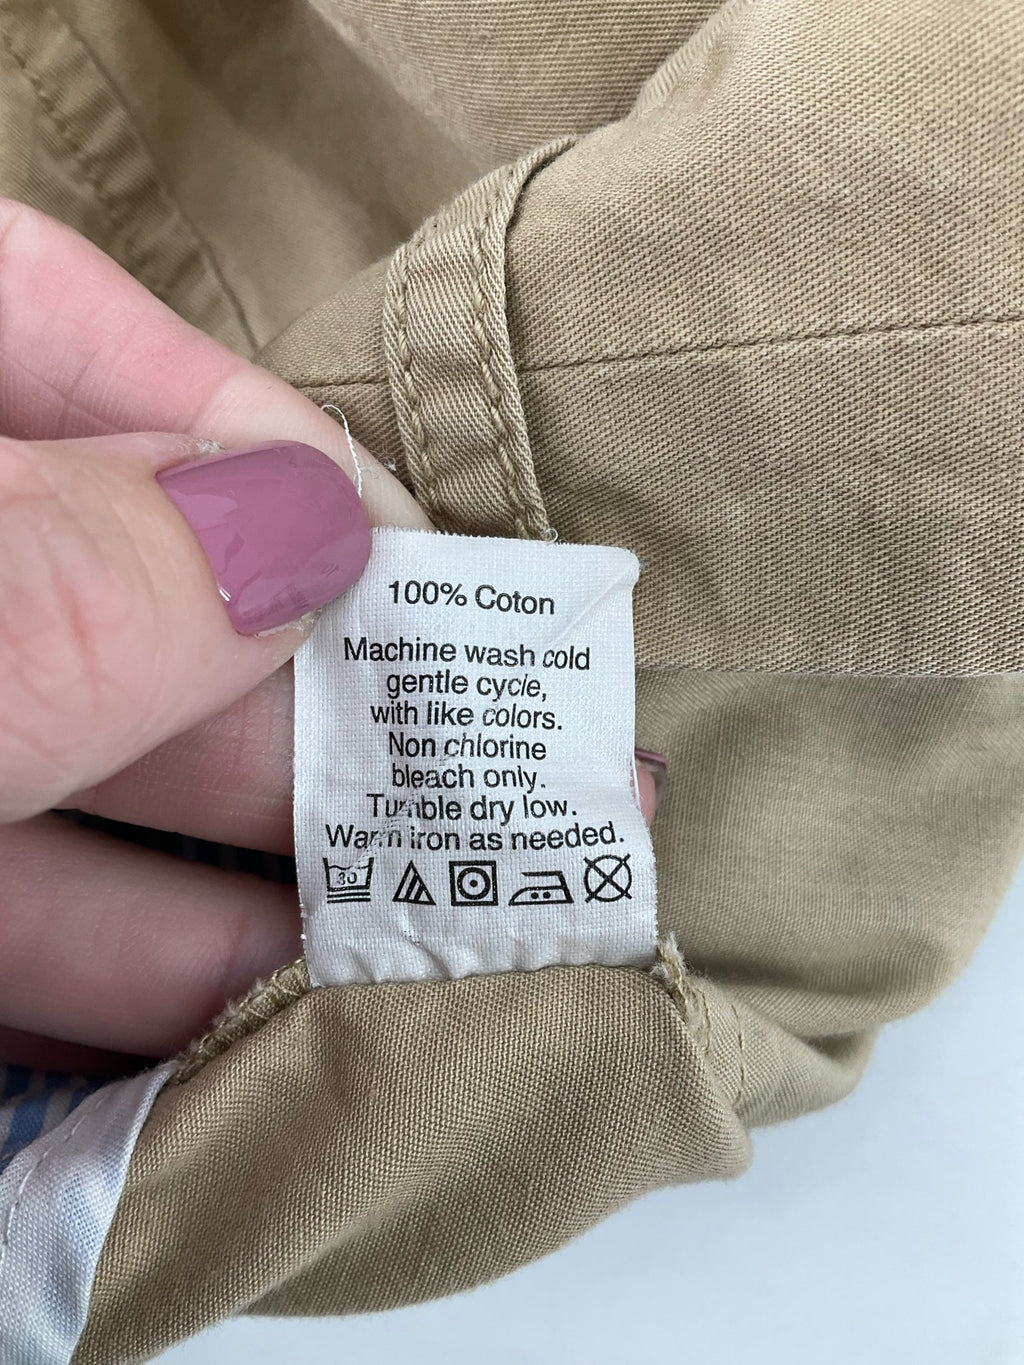 100% Coton
Machine wash cold
gentle cycle,
with like colors.
Non chlorine
bleach only.
Tumble dry low.
Warm iron as needed.
30